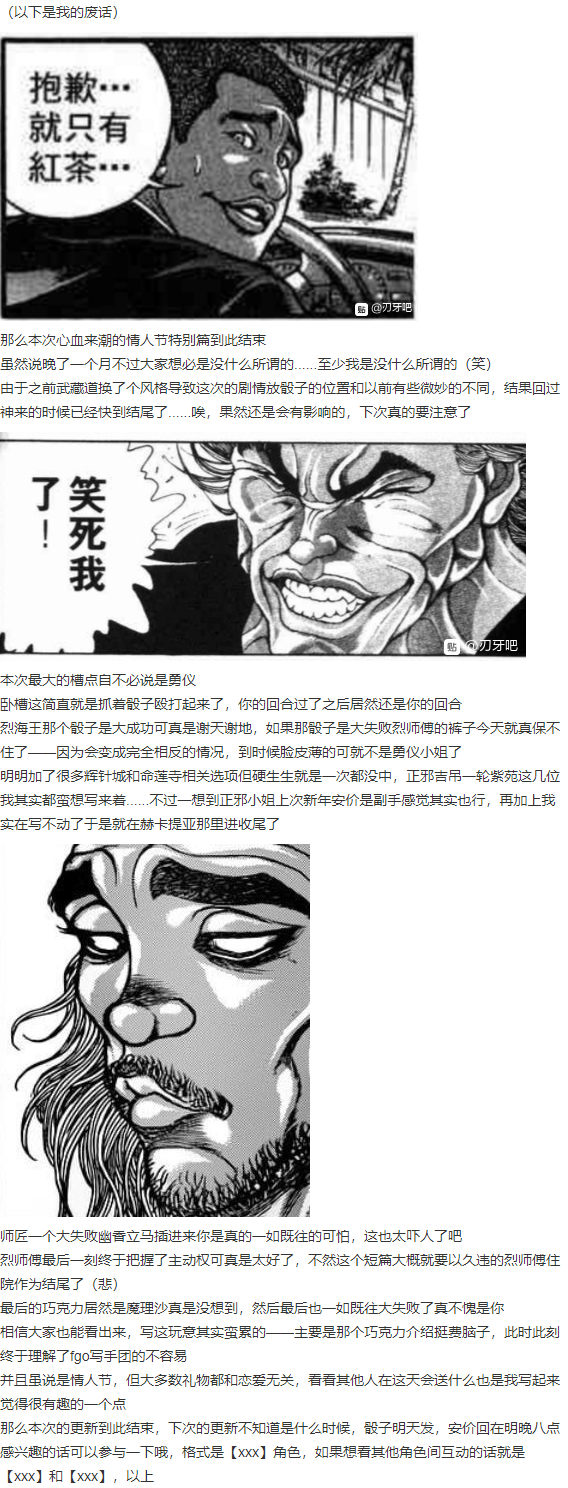 （以下是我的废话）
抱歉…
就只有
紅茶…
贴 @刃牙吧
那么本次心血来潮的情人节特别篇到此结束
虽然说晚了一个月不过大家想必是没什么所谓的......至少我是没什么所谓的（笑）
由于之前武藏道换了个风格导致这次的剧情放骰子的位置和以前有些微妙的不同，结果回过
神来的时候已经快到结尾了......唉，果然还是会有影响的，下次真的要注意了
笑死我
了！
贴 @刃牙吧
本次最大的槽点自不必说是勇仪
卧槽这简直就是抓着骰子殴打起来了，你的回合过了之后居然还是你的回合
烈海王那个骰子是大成功可真是谢天谢地，如果那骰子是大失败烈师傅的裤子今天就真保不
住了——因为会变成完全相反的情况，到时候脸皮薄的可就不是勇仪小姐了
明明加了很多辉针城和命莲寺相关选项但硬生生就是一次都没中，正邪吉吊一轮紫苑这几位
我其实都蛮想写来着......不过一想到正邪小姐上次新年安价是副手感觉其实也行，再加上我
实在写不动了于是就在赫卡提亚那里进收尾了
师匠一个大失败幽香立马插进来你是真的一如既往的可怕，这也太吓人了吧
烈师傅最后一刻终于把握了主动权可真是太好了，不然这个短篇大概就要以久违的烈师傅住
院作为结尾了（悲）
最后的巧克力居然是魔理沙真是没想到，然后最后也一如既往大失败了真不愧是你
相信大家也能看出来，写这玩意其实蛮累的——主要是那个巧克力介绍挺费脑子，此时此刻
终于理解了fgo写手团的不容易
并且虽说是情人节，但大多数礼物都和恋爱无关，看看其他人在这天会送什么也是我写起来
觉得很有趣的一个点
那么本次的更新到此结束，下次的更新不知道是什么时候，骰子明天发，安价回在明晚八点
感兴趣的话可以参与一下哦，格式是【xxx】角色，如果想看其他角色间互动的话就是
【xxx】和【xxx】，以上